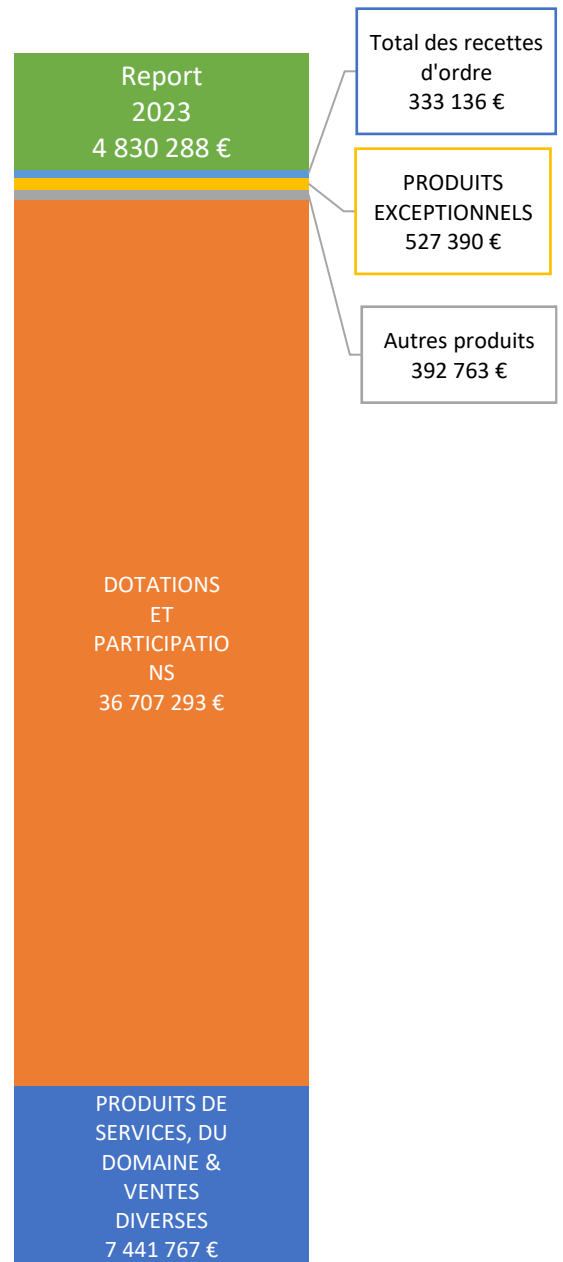 Report
2023
4 830 288 €
Total des recettes
d'ordre
333 136 €
PRODUITS
EXCEPTIONNELS
527 390 €
Autres produits
392 763 €
DOTATIONS
ET
PARTICIPATIO
NS
36 707 293 €
PRODUITS DE
SERVICES, DU
DOMAINE &
VENTES
DIVERSES
7 441 767 €